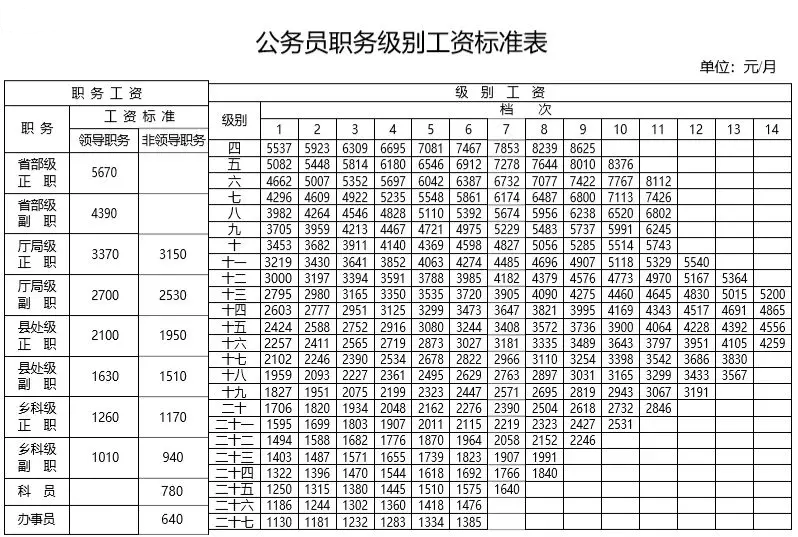 公务员职务级别工资标准表
单位：元/月
职务工资 级别工资
职务 工资标准 级别 档次
领导职务 非领导职务 1 2 3 4 5 6 7 8 9 10 11 12 13 14
省部级正职 5670
省部级副职 4390
厅局级正职 3370 3150
厅局级副职 2700 2530
县处级正职 2100 1950
县处级副职 1630 1510
乡科级正职 1260 1170
乡科级副职 1010 940
科员 780
办事员 640
四 5537 5923 6309 6695 7081 7467 7853 8239 8625
五 5082 5448 5814 6180 6546 6912 7278 7644 8010 8376
六 4662 5007 5352 5697 6042 6387 6732 7077 7422 7767 8112
七 4296 4609 4922 5235 5548 5861 6174 6487 6800 7113 7426
八 3982 4264 4546 4828 5110 5392 5674 5956 6238 6520 6802
九 3705 3959 4213 4467 4721 4975 5229 5483 5737 5991 6245
十 3453 3682 3911 4140 4369 4598 4827 5056 5285 5514 5743
十一 3219 3430 3641 3852 4063 4274 4485 4696 4907 5118 5329 5540
十二 3000 3197 3394 3591 3788 3985 4182 4379 4576 4773 4970 5167 5364
十三 2795 2980 3165 3350 3535 3720 3905 4090 4275 4460 4645 4830 5015 5200
十四 2603 2777 2951 3125 3299 3473 3647 3821 3995 4169 4343 4517 4691 4865
十五 2424 2588 2752 2916 3080 3244 3408 3572 3736 3900 4064 4228 4392 4556
十六 2257 2411 2565 2719 2873 3027 3181 3335 3489 3643 3797 3951 4105 4259
十七 2102 2246 2390 2534 2678 2822 2966 3110 3254 3398 3542 3686 3830
十八 1959 2093 2227 2361 2495 2629 2763 2897 3031 3165 3299 3433 3567
十九 1827 1951 2075 2199 2323 2447 2571 2695 2819 2943 3067 3191
二十 1706 1820 1934 2048 2162 2276 2390 2504 2618 2732 2846
二十一 1595 1699 1803 1907 2011 2115 2219 2323 2427 2531
二十二 1494 1588 1682 1776 1870 1964 2058 2152 2246
二十三 1403 1487 1571 1655 1739 1823 1907 1991
二十四 1322 1396 1470 1544 1618 1692 1766 1840
二十五 1250 1315 1380 1445 1510 1575 1640
二十六 1186 1244 1302 1360 1418 1476
二十七 1130 1181 1232 1283 1334 1385